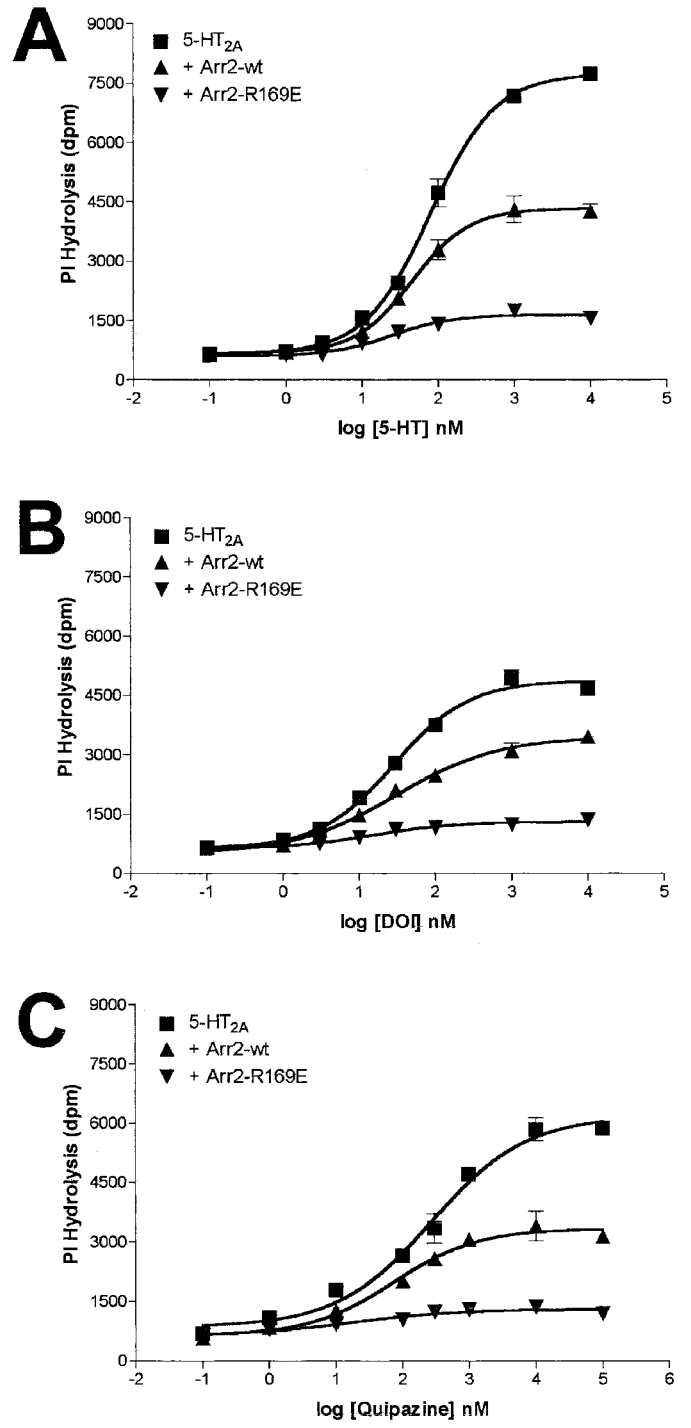 A
9000
7500
6000
4500
3000
1500
0
PI Hydrolysis (dpm)
5-HT2A
+ Arr2-wt
+ Arr2-R169E
-2 -1 0 1 2 3 4 5
log [5-HT] nM
B
9000
7500
6000
4500
3000
1500
0
PI Hydrolysis (dpm)
5-HT2A
+ Arr2-wt
+ Arr2-R169E
-2 -1 0 1 2 3 4 5
log [DOI] nM
C
9000
7500
6000
4500
3000
1500
0
PI Hydrolysis (dpm)
5-HT2A
+ Arr2-wt
+ Arr2-R169E
-2 -1 0 1 2 3 4 5 6
log [Quipazine] nM